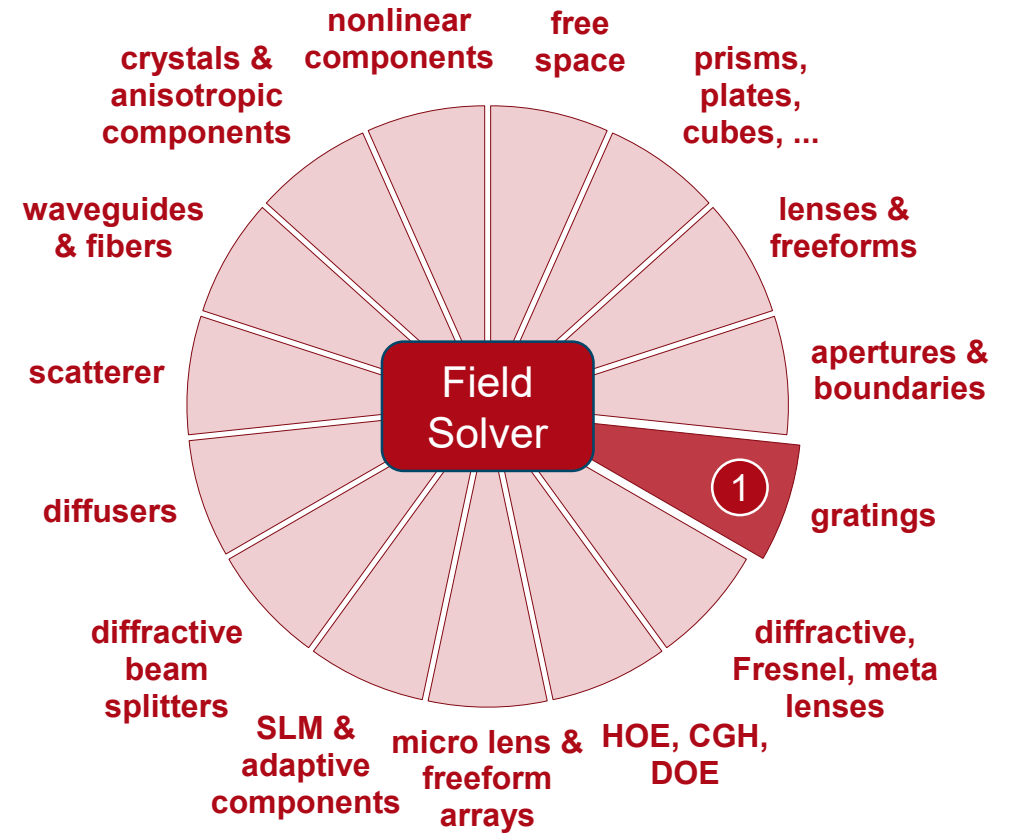 nonlinear
components
free
space
prisms,
plates,
cubes, ...
lenses &
freeforms
apertures &
boundaries
1
gratings
diffractive,
Fresnel, meta
lenses
HOE, CGH,
DOE
micro lens &
freeform
arrays
SLM &
adaptive
components
diffractive
beam
splitters
diffusers
scatterer
waveguides
& fibers
crystals &
anisotropic
components
Field
Solver